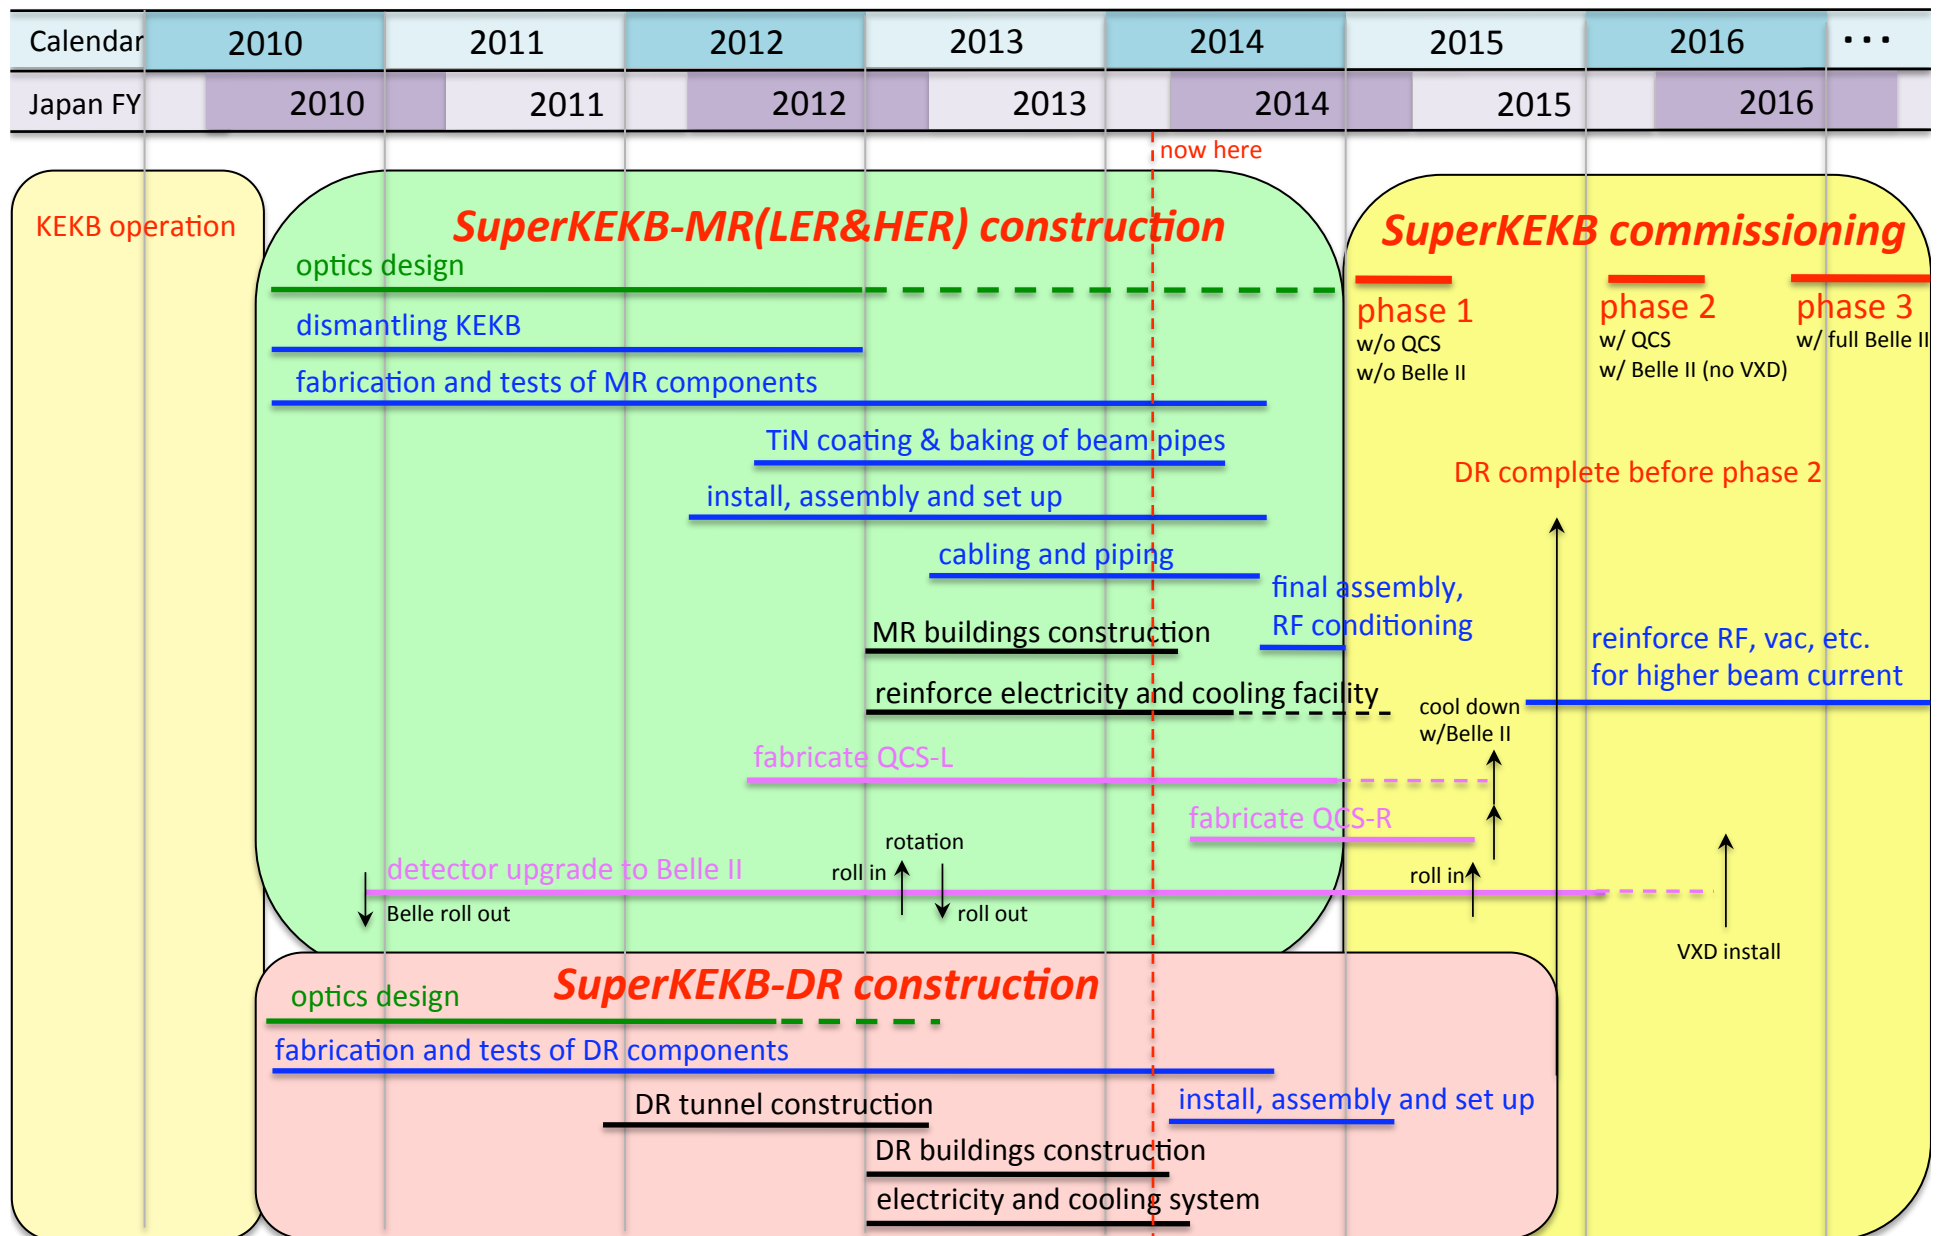 Calendar 2010 2011 2012 2013 2014 2015 2016 ...
Japan FY 2010 2011 2012 2013 2014 2015 2016
now here
KEKB operation
SuperKEKB-MR(LER&HER) construction
optics design
dismantling KEKB
fabrication and tests of MR components
TiN coating & baking of beam pipes
install, assembly and set up
cabling and piping
final assembly,
RF conditioning
MR buildings construction
reinforce electricity and cooling facility
fabricate QCS-L
fabricate QCS-R
detector upgrade to Belle II
Belle roll out
roll in
rotation
roll out
SuperKEKB commissioning
phase 1
w/o QCS
w/o Belle II
phase 2
w/ QCS
w/ Belle II (no VXD)
phase 3
w/ full Belle II
DR complete before phase 2
reinforce RF, vac, etc.
for higher beam current
cool down
w/Belle II
roll in
VXD install
SuperKEKB-DR construction
optics design
fabrication and tests of DR components
DR tunnel construction
install, assembly and set up
DR buildings construction
electricity and cooling system